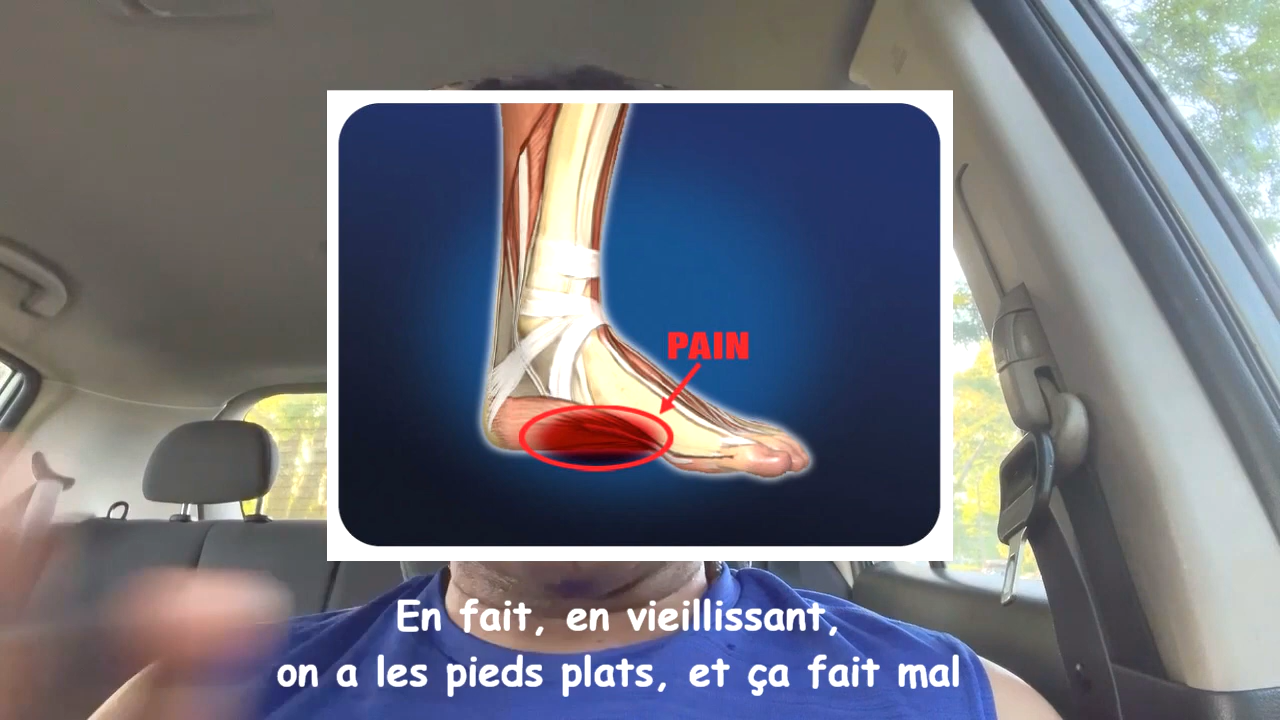 PAIN
En fait, en vieillissant,
on a les pieds plats, et ça fait mal